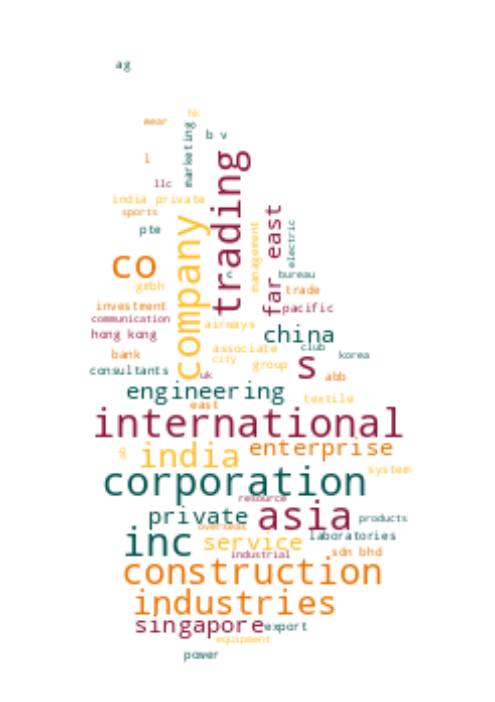 ag
hk
wear
b v
marketing
l
trading
llc
india private
sports
company
far east
electric
management
pte
co
c
bureau
gmbh
trade
investment
pacific
communication
airways
hong kong
china
club
bank
associate
korea
city
group
s
consultants
uk
abb
engineering
east
textile
international
g
india
enterprise
system
corporation
resource
private
asia
products
overseas
inc
service
laboratories
industrial
sdn bhd
construction
industries
singapore
export
equipment
power